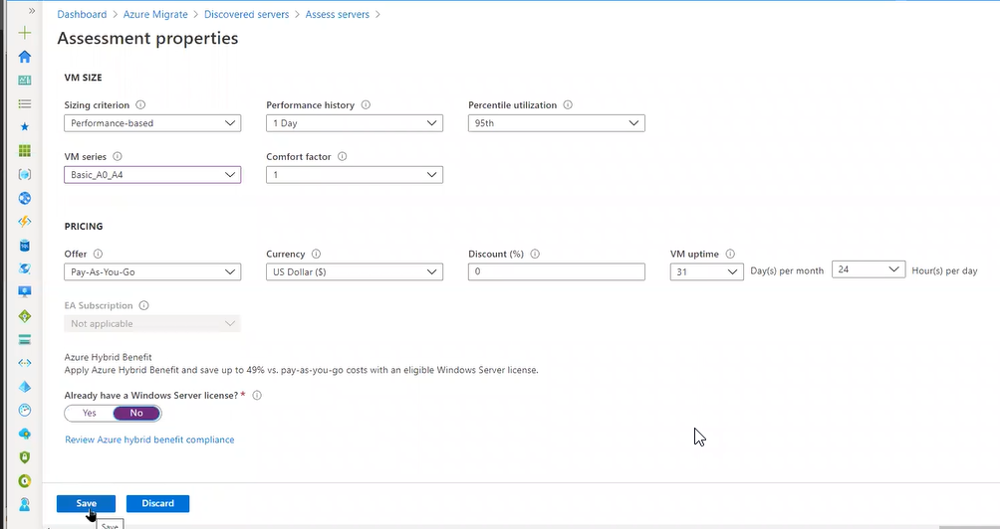 Dashboard > Azure Migrate > Discovered servers > Assess servers >
Assessment properties
VM SIZE
Sizing criterion Performance history Percentile utilization
Performance-based 1 Day 95th
VM series Comfort factor
Basic_A0_A4 1
PRICING
Offer Currency Discount (%) VM uptime
Pay-As-You-Go US Dollar ($) 0 31 Day(s) per month 24 Hour(s) per day
EA Subscription
Not applicable
Azure Hybrid Benefit
Apply Azure Hybrid Benefit and save up to 49% vs. pay-as-you-go costs with an eligible Windows Server license.
Already have a Windows Server license? *
Yes No
Review Azure hybrid benefit compliance
Save Discard
Save